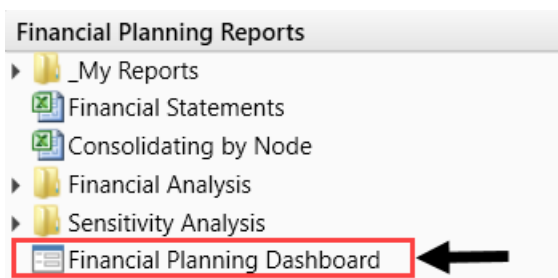 Financial Planning Reports
_My Reports
Financial Statements
Consolidating by Node
Financial Analysis
Sensitivity Analysis
Financial Planning Dashboard